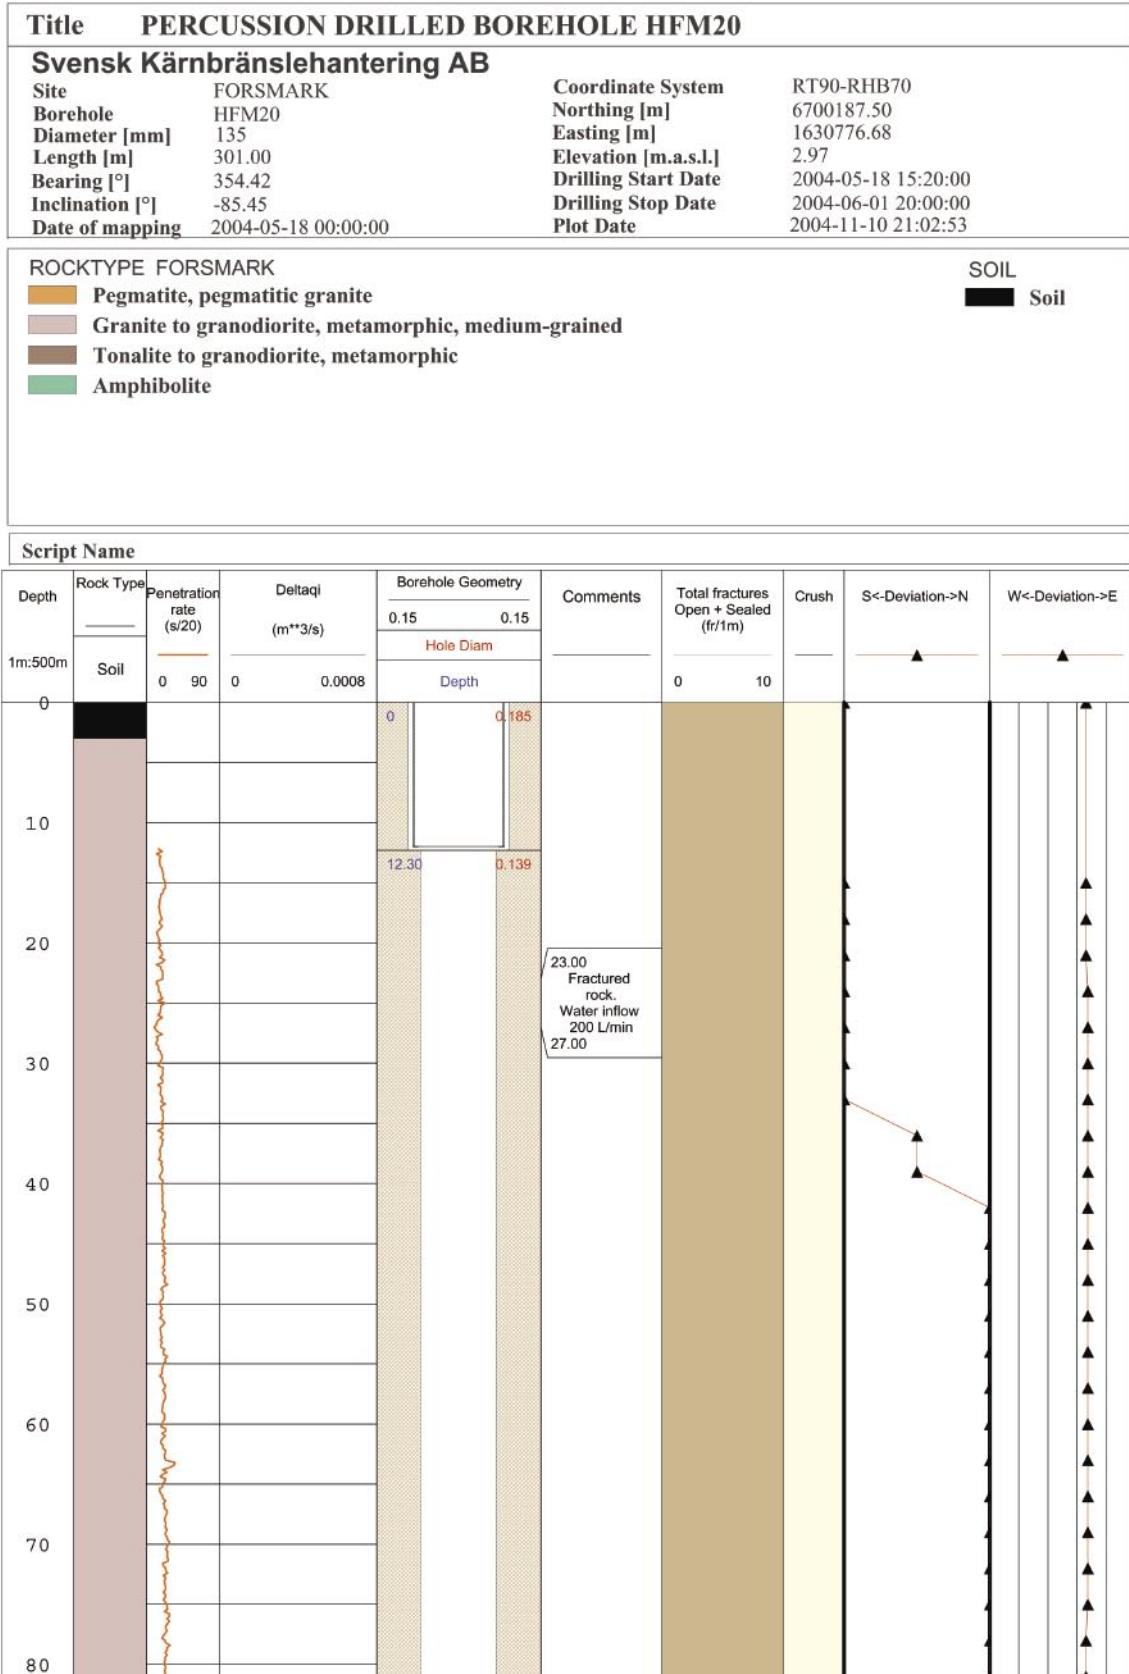 Title PERCUSSION DRILLED BOREHOLE HFM20
Svensk Kärnbränslehantering AB
Site FORSMARK
Borehole HFM20
Diameter [mm] 135
Length [m] 301.00
Bearing [°] 354.42
Inclination [°] -85.45
Date of mapping 2004-05-18 00:00:00
Coordinate System RT90-RHB70
Northing [m] 6700187.50
Easting [m] 1630776.68
Elevation [m.a.s.l.] 2.97
Drilling Start Date 2004-05-18 15:20:00
Drilling Stop Date 2004-06-01 20:00:00
Plot Date 2004-11-10 21:02:53
ROCKTYPE FORSMARK
Pegmatite, pegmatitic granite
Granite to granodiorite, metamorphic, medium-grained
Tonalite to granodiorite, metamorphic
Amphibolite
SOIL
Soil
Script Name
Depth
1m:500m
Rock Type
Soil
Penetration
rate
(s/20)
0 90
Deltaqi
(m**3/s)
0 0.0008
Borehole Geometry
0.15 0.15
Hole Diam
Depth
Comments
Total fractures
Open + Sealed
(fr/1m)
0 10
Crush
S<-Deviation->N
W<-Deviation->E
0
10
20
30
40
50
60
70
80
0 0.185
12.30 0.139
23.00
Fractured
rock.
Water inflow
200 L/min
27.00